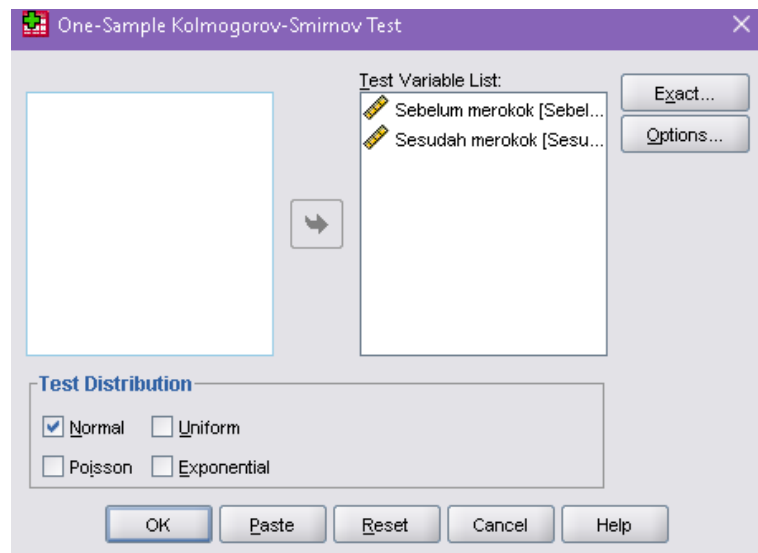 One-Sample Kolmogorov-Smirnov Test
Test Variable List:
Sebelum merokok [Sebel...
Sesudah merokok [Sesu...
Exact...
Options...
Test Distribution
Normal Uniform
Poisson Exponential
OK Paste Reset Cancel Help